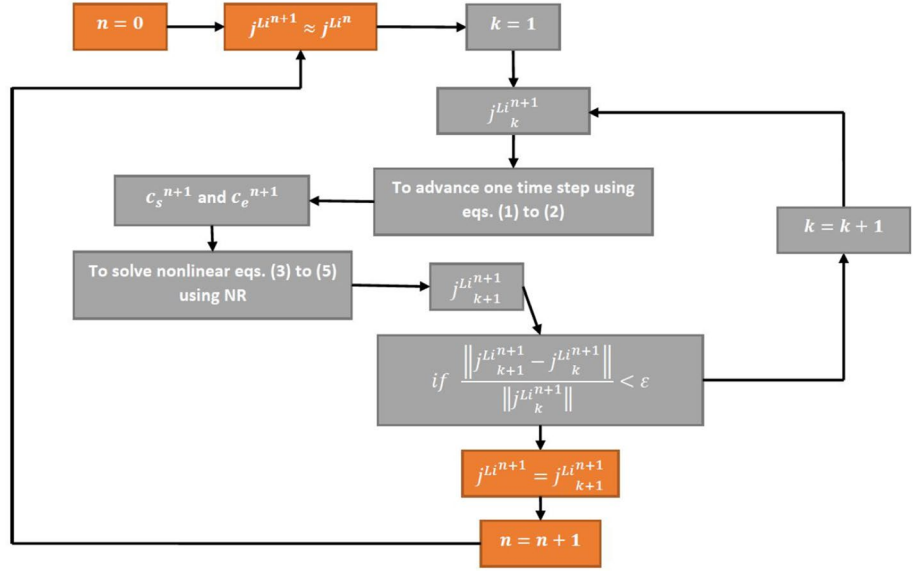 n = 0
j^{Li^{n+1}} ≈ j^{Li^n}
k = 1
j^{Li^{n+1}}_k
To advance one time step using
eqs. (1) to (2)
c_s^{n+1} and c_e^{n+1}
k = k + 1
To solve nonlinear eqs. (3) to (5)
using NR
j^{Li^{n+1}}_{k+1}
if ‖j^{Li^{n+1}}_{k+1} − j^{Li^{n+1}}_k‖ / ‖j^{Li^{n+1}}_k‖ < ε
j^{Li^{n+1}} = j^{Li^{n+1}}_{k+1}
n = n + 1